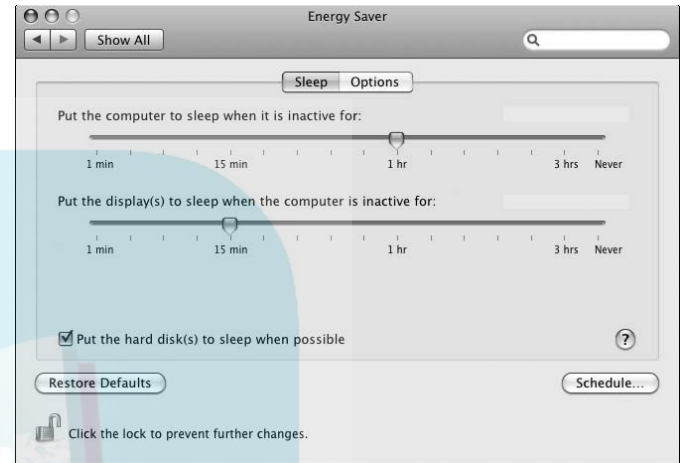 Energy Saver
Show All
Sleep Options
Put the computer to sleep when it is inactive for:
1 min 15 min 1 hr 3 hrs Never
Put the display(s) to sleep when the computer is inactive for:
1 min 15 min 1 hr 3 hrs Never
Put the hard disk(s) to sleep when possible ?
Restore Defaults Schedule...
Click the lock to prevent further changes.